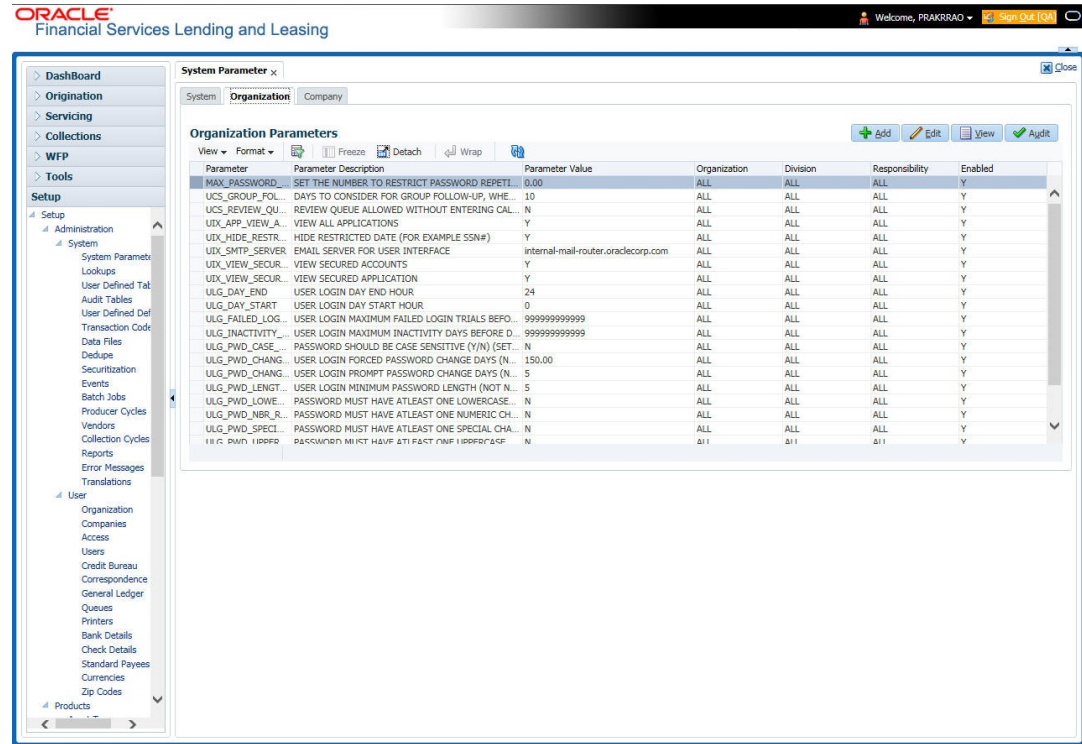 ORACLE
Financial Services Lending and Leasing
Welcome, PRAKRRAO
Sign Out [QA]
Close
DashBoard
Origination
Servicing
Collections
WFP
Tools
Setup
Setup
Administration
System
System Paramete
Lookups
User Defined Tab
Audit Tables
User Defined Def
Transaction Code
Data Files
Dedupe
Securitization
Events
Batch Jobs
Producer Cycles
Vendors
Collection Cycles
Reports
Error Messages
Translations
User
Organization
Companies
Access
Users
Credit Bureau
Correspondence
General Ledger
Queues
Printers
Bank Details
Check Details
Standard Payees
Currencies
Zip Codes
Products
System Parameter x
System Organization Company
Organization Parameters
Add Edit View Audit
View Format Freeze Detach Wrap
Parameter Parameter Description Parameter Value Organization Division Responsibility Enabled
MAX_PASSWORD_... SET THE NUMBER TO RESTRICT PASSWORD REPETI... 0.00 ALL ALL ALL Y
UCS_GROUP_FOL... DAYS TO CONSIDER FOR GROUP FOLLOW-UP, WHE... 10 ALL ALL ALL Y
UCS_REVIEW_QU... REVIEW QUEUE ALLOWED WITHOUT ENTERING CAL... N ALL ALL ALL Y
UIX_APP_VIEW_A... VIEW ALL APPLICATIONS Y ALL ALL ALL Y
UIX_HIDE_RESTR... HIDE RESTRICTED DATE (FOR EXAMPLE SSN#) Y ALL ALL ALL Y
UIX_SMTP_SERVER EMAIL SERVER FOR USER INTERFACE internal-mail-router.oraclecorp.com ALL ALL ALL Y
UIX_VIEW_SECUR... VIEW SECURED ACCOUNTS Y ALL ALL ALL Y
UIX_VIEW_SECUR... VIEW SECURED APPLICATION Y ALL ALL ALL Y
ULG_DAY_END USER LOGIN DAY END HOUR 24 ALL ALL ALL Y
ULG_DAY_START USER LOGIN DAY START HOUR 0 ALL ALL ALL Y
ULG_FAILED_LOG... USER LOGIN MAXIMUM FAILED LOGIN TRIALS BEFO... 999999999999 ALL ALL ALL Y
ULG_INACTIVITY_... USER LOGIN MAXIMUM INACTIVITY DAYS BEFORE D... 999999999999 ALL ALL ALL Y
ULG_PWD_CASE_... PASSWORD SHOULD BE CASE SENSITIVE (Y/N) (SET... N ALL ALL ALL Y
ULG_PWD_CHANG... USER LOGIN FORCED PASSWORD CHANGE DAYS (N... 150.00 ALL ALL ALL Y
ULG_PWD_CHANG... USER LOGIN PROMPT PASSWORD CHANGE DAYS (N... 5 ALL ALL ALL Y
ULG_PWD_LENGT... USER LOGIN MINIMUM PASSWORD LENGTH (NOT N... 5 ALL ALL ALL Y
ULG_PWD_LOWE... PASSWORD MUST HAVE ATLEAST ONE LOWERCASE... N ALL ALL ALL Y
ULG_PWD_NBR_R... PASSWORD MUST HAVE ATLEAST ONE NUMERIC CH... N ALL ALL ALL Y
ULG_PWD_SPECI... PASSWORD MUST HAVE ATLEAST ONE SPECIAL CHA... N ALL ALL ALL Y
ULG_PWD_UPPER... PASSWORD MUST HAVE ATLEAST ONE UPPERCASE... N ALL ALL ALL Y